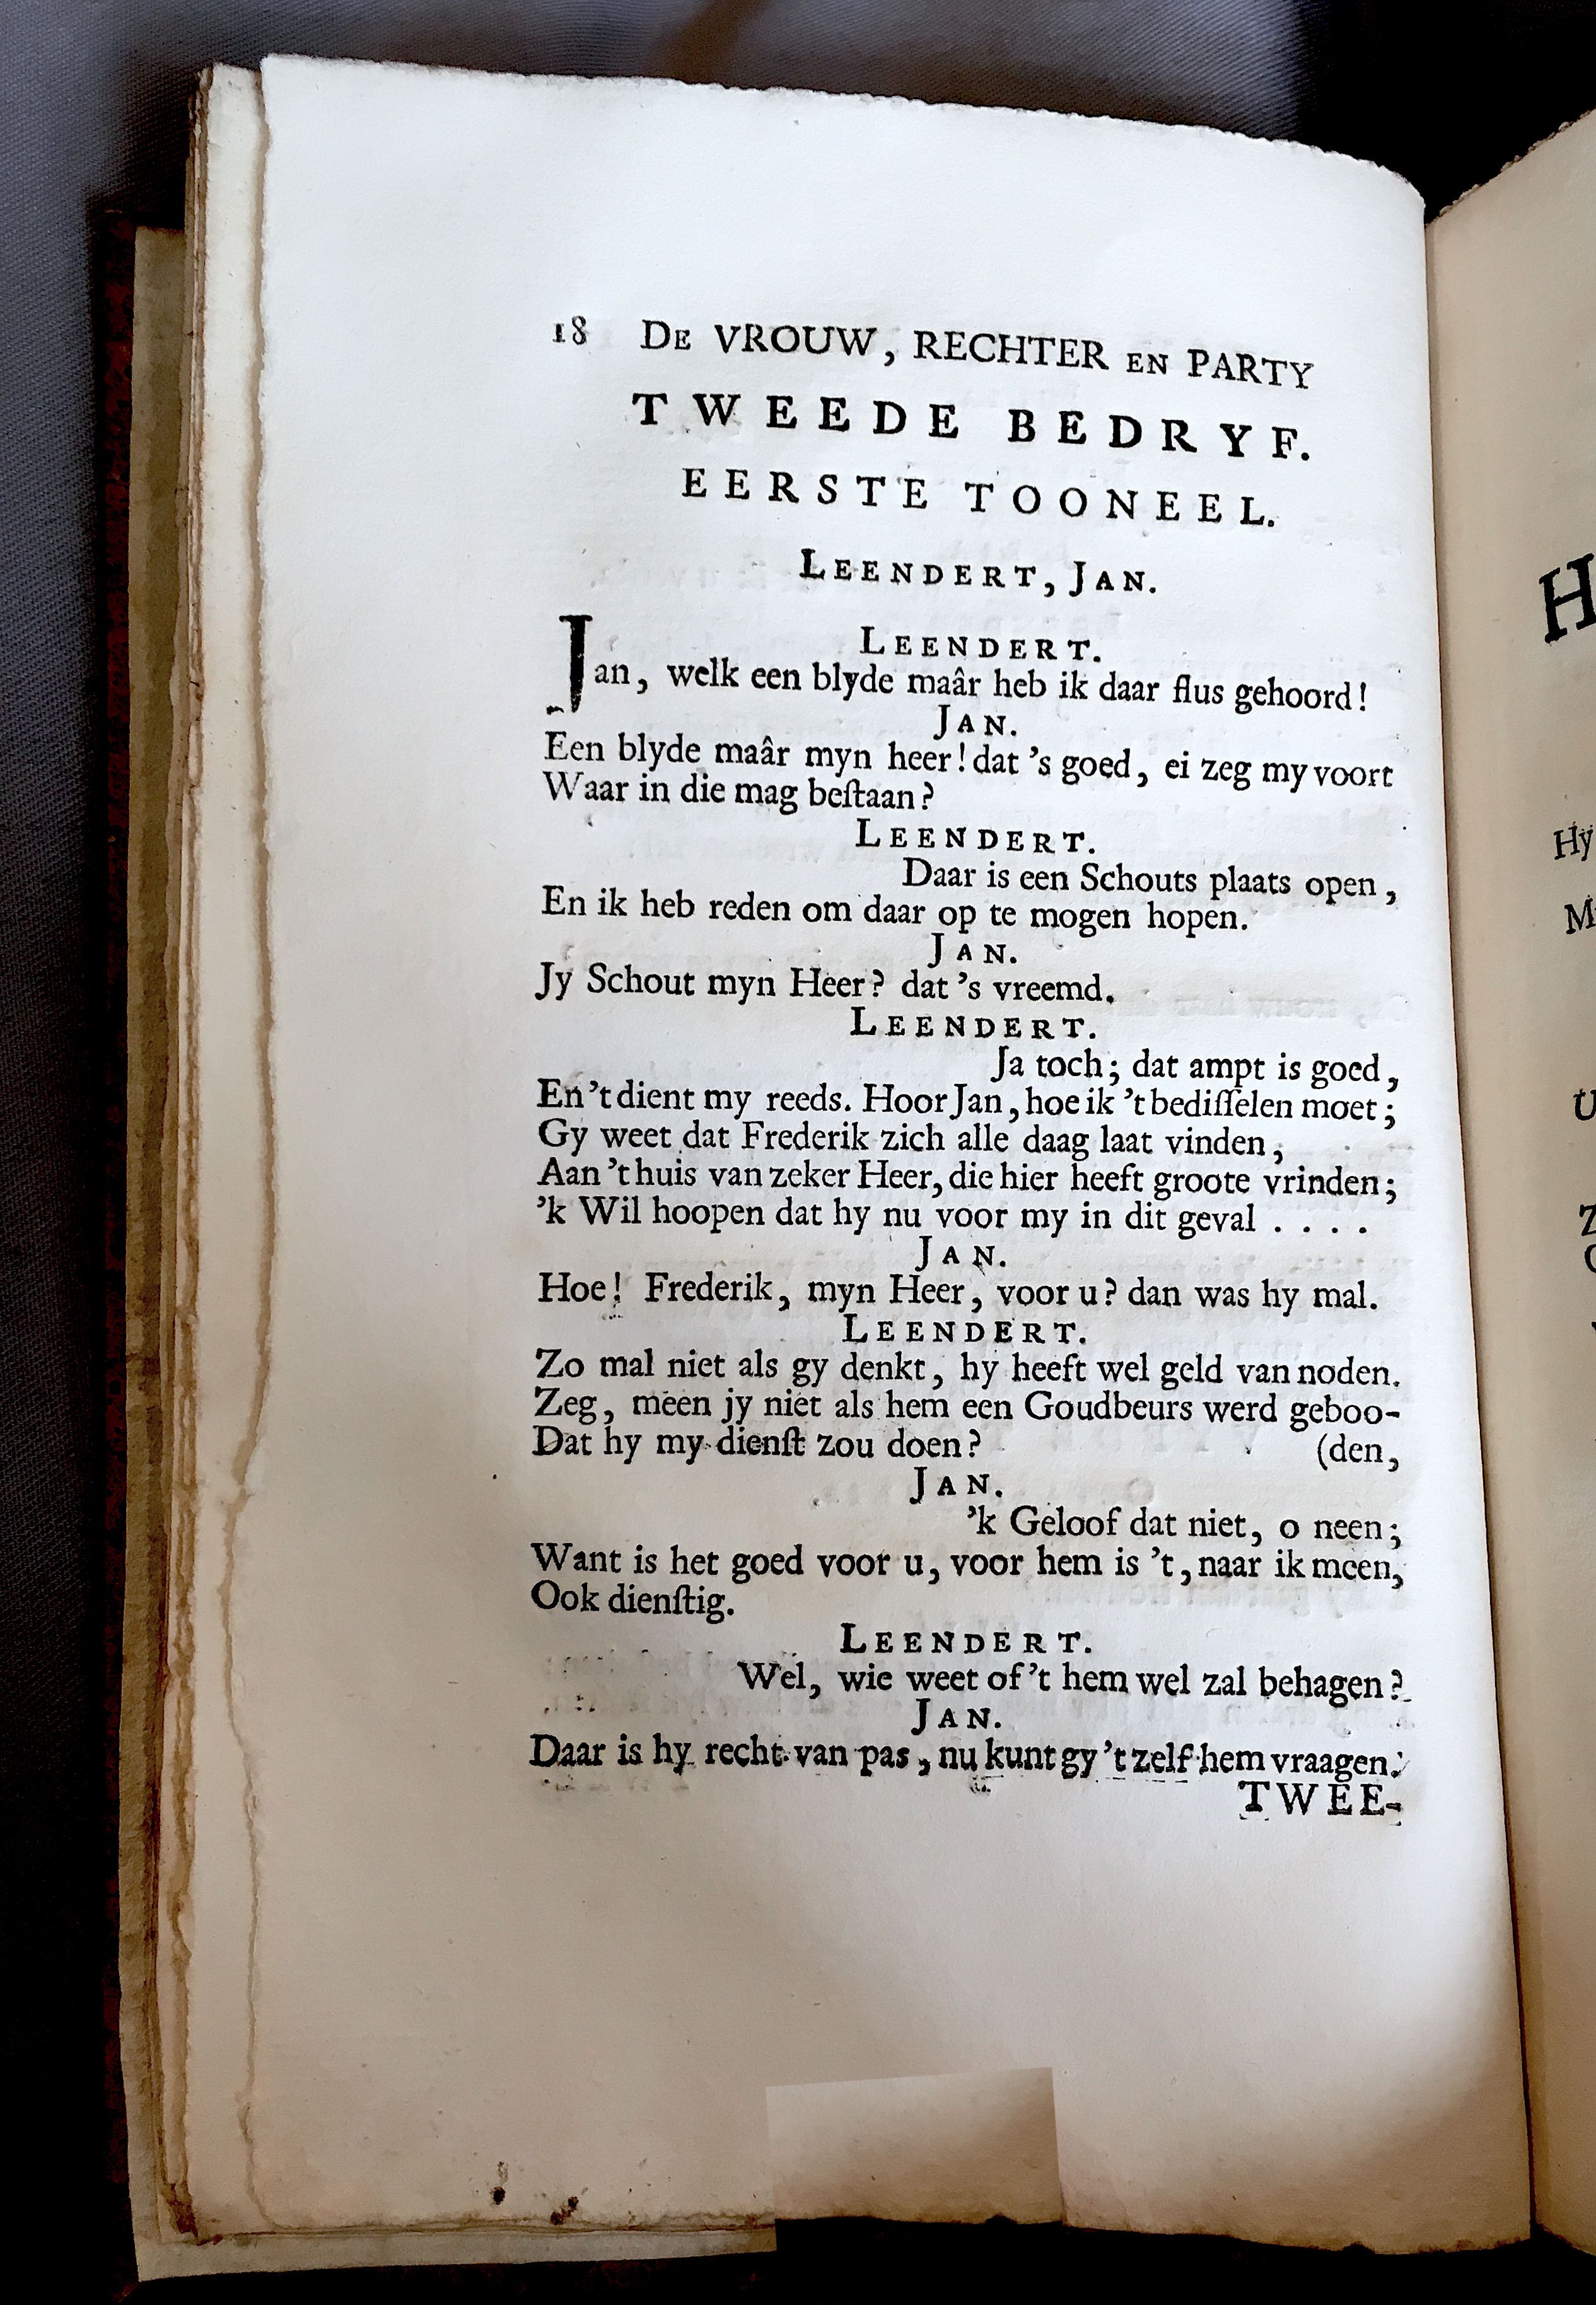 18 DE VROUW, RECHTER EN PARTY
TWEEDE BEDRYF.
EERSTE TOONEEL.
LEENDERT, JAN.
LEENDERT.
Jan, welk een blyde maâr heb ik daar flus gehoord!
JAN.
Een blyde maâr myn heer! dat 's goed, ei zeg my voort
Waar in die mag beſtaan?
LEENDERT.
Daar is een Schouts plaats open,
En ik heb reden om daar op te mogen hopen.
JAN.
Jy Schout myn Heer? dat 's vreemd.
LEENDERT.
Ja toch; dat ampt is goed,
En 't dient my reeds. Hoor Jan, hoe ik 't bediſſelen moet;
Gy weet dat Frederik zich alle daag laat vinden,
Aan 't huis van zeker Heer, die hier heeft groote vrinden;
'k Wil hoopen dat hy nu voor my in dit geval . . . .
JAN.
Hoe! Frederik, myn Heer, voor u? dan was hy mal.
LEENDERT.
Zo mal niet als gy denkt, hy heeft wel geld van noden.
Zeg, meen jy niet als hem een Goudbeurs werd geboo-
Dat hy my dienſt zou doen? (den,
JAN.
'k Geloof dat niet, o neen;
Want is het goed voor u, voor hem is 't, naar ik meen,
Ook dienſtig.
LEENDERT.
Wel, wie weet of 't hem wel zal behagen?
JAN.
Daar is hy recht van pas, nu kunt gy 't zelf hem vraagen.
TWEE-
H
Hy
M
U
Z